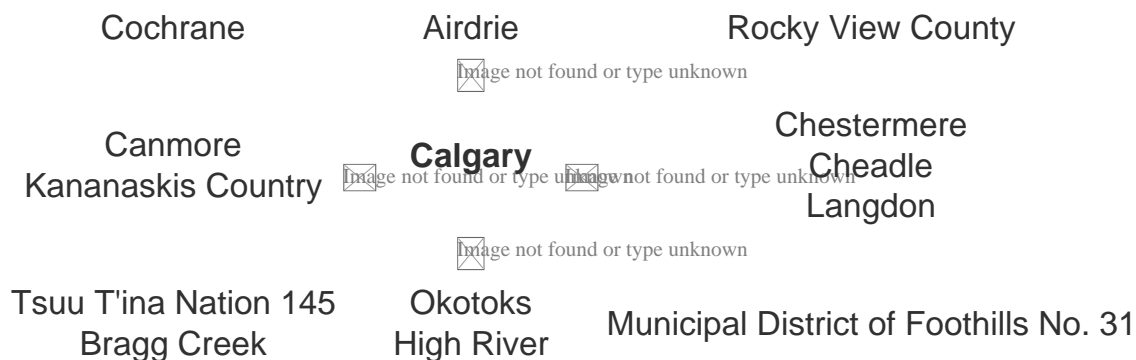 Cochrane
Airdrie
Rocky View County
Image not found or type unknown
Canmore
Kananaskis Country
Calgary
Image not found or type unknown
Image not found or type unknown
Chestermere
Cheadle
Langdon
Image not found or type unknown
Tsuu T'ina Nation 145
Bragg Creek
Okotoks
High River
Municipal District of Foothills No. 31